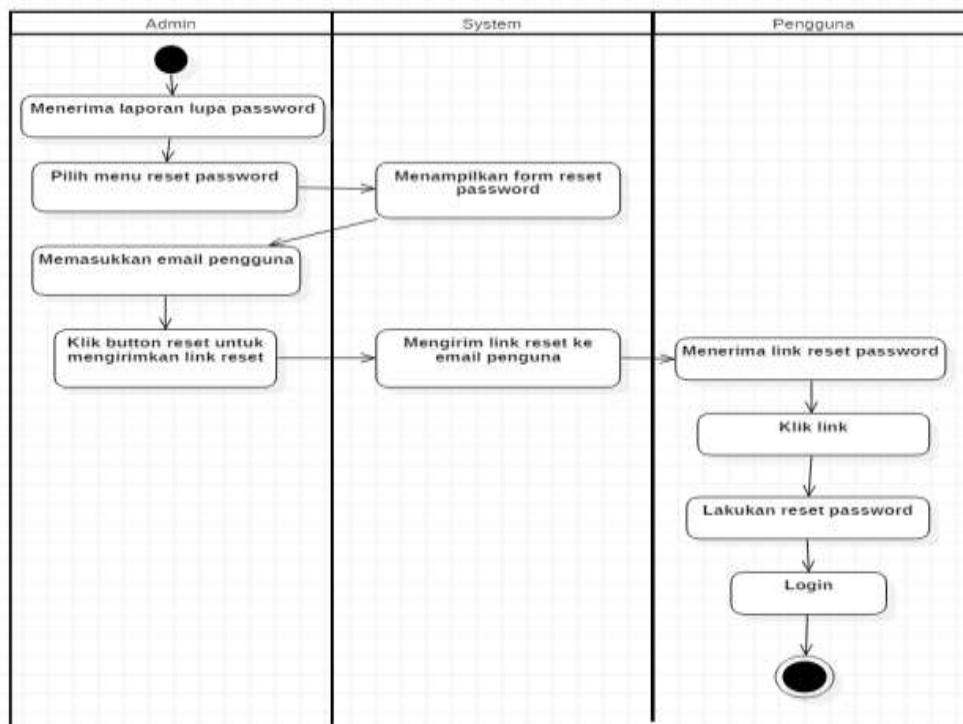 Admin
System
Pengguna
Menerima laporan lupa password
Pilih menu reset password
Menampilkan form reset
password
Memasukkan email pengguna
Klik button reset untuk
mengirimkan link reset
Mengirim link reset ke
email penguna
Menerima link reset password
Klik link
Lakukan reset password
Login